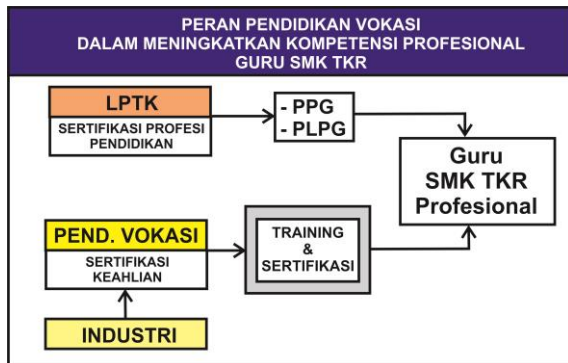 PERAN PENDIDIKAN VOKASI
DALAM MENINGKATKAN KOMPETENSI PROFESIONAL
GURU SMK TKR
LPTK
SERTIFIKASI PROFESI
PENDIDIKAN
- PPG
- PLPG
Guru
SMK TKR
Profesional
PEND. VOKASI
SERTIFIKASI
KEAHLIAN
TRAINING
&
SERTIFIKASI
INDUSTRI